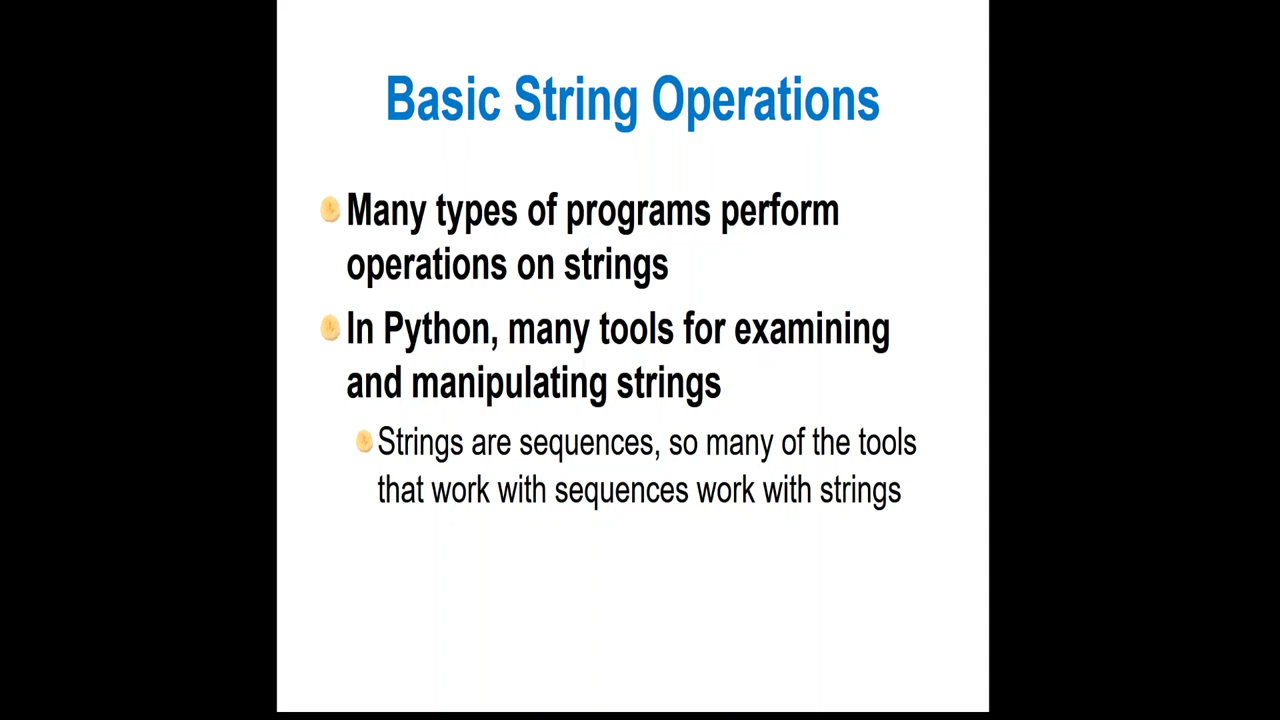 Basic String Operations
Many types of programs perform
operations on strings
In Python, many tools for examining
and manipulating strings
Strings are sequences, so many of the tools
that work with sequences work with strings